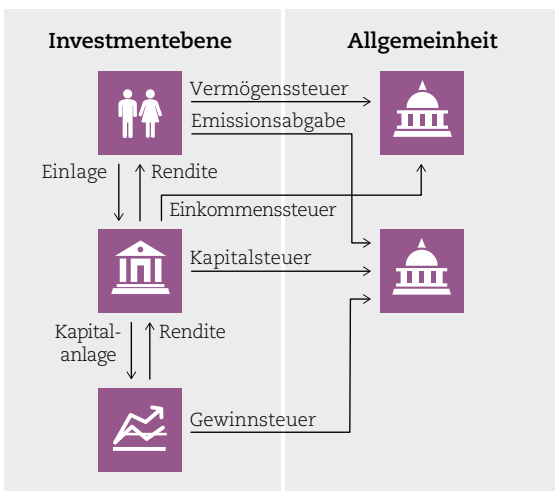 Investmentebene
Allgemeinheit
Vermögenssteuer
Emissionsabgabe
Einlage
Rendite
Einkommenssteuer
Kapitalsteuer
Kapital-
anlage
Rendite
Gewinnsteuer